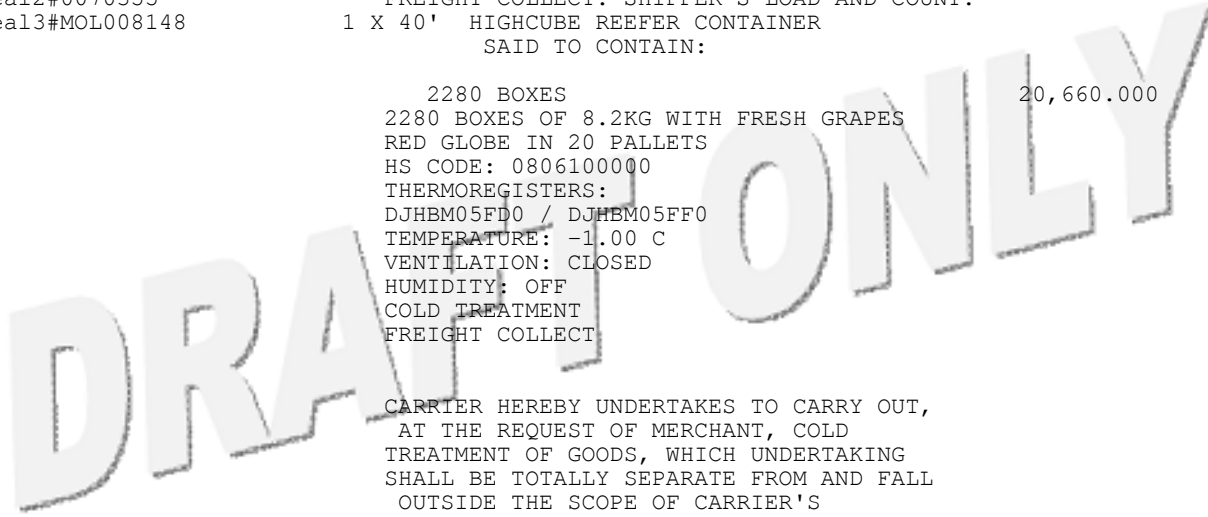 FREIGHT COLLECT. SHIPPER'S LOAD AND COUNT.
eal3#MOL008148 1 X 40' HIGHCUBE REEFER CONTAINER
SAID TO CONTAIN:
2280 BOXES 20,660.000
2280 BOXES OF 8.2KG WITH FRESH GRAPES
RED GLOBE IN 20 PALLETS
HS CODE: 0806100000
THERMOREGISTERS:
DJHBM05FD0 / DJHBM05FF0
TEMPERATURE: -1.00 C
VENTILATION: CLOSED
HUMIDITY: OFF
COLD TREATMENT
FREIGHT COLLECT
CARRIER HEREBY UNDERTAKES TO CARRY OUT,
AT THE REQUEST OF MERCHANT, COLD
TREATMENT OF GOODS, WHICH UNDERTAKING
SHALL BE TOTALLY SEPARATE FROM AND FALL
OUTSIDE THE SCOPE OF CARRIER'S
DRAFT ONLY